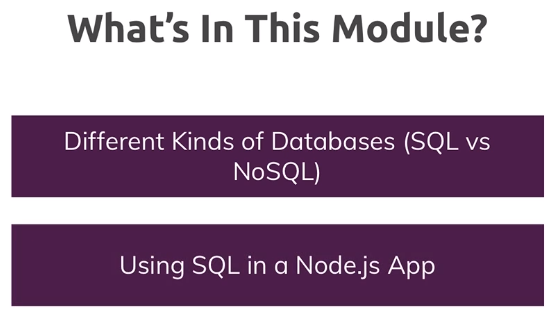 What’s In This Module?
Different Kinds of Databases (SQL vs
NoSQL)
Using SQL in a Node.js App